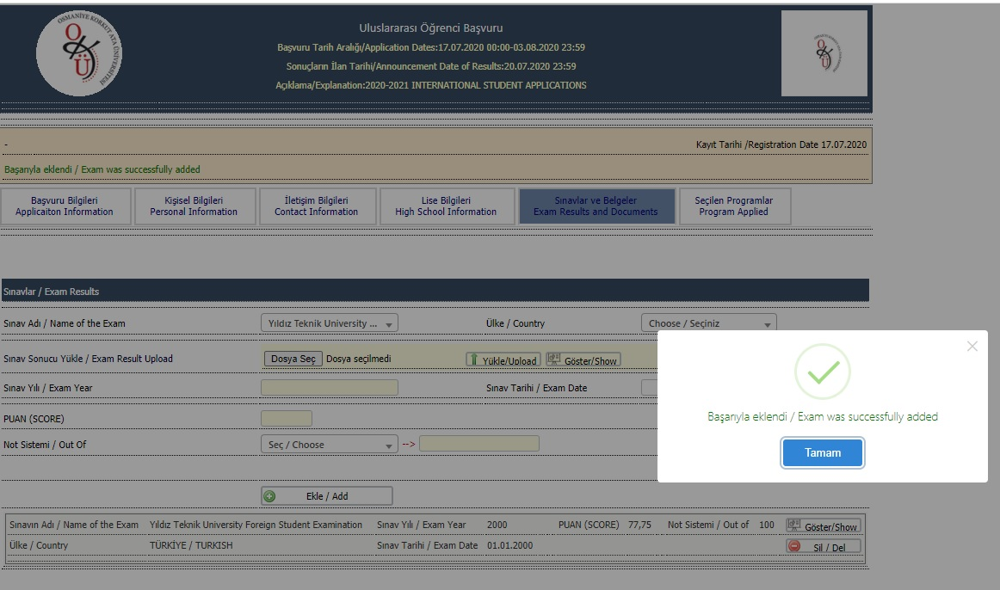 OSMANİYE KORKUT ATA ÜNİVERSİTESİ
OKÜ
Uluslararası Öğrenci Başvuru
Başvuru Tarih Aralığı/Application Dates:17.07.2020 00:00-03.08.2020 23:59
Sonuçların İlan Tarihi/Announcement Date of Results:20.07.2020 23:59
Açıklama/Explanation:2020-2021 INTERNATIONAL STUDENT APPLICATIONS
OKÜ
-
Kayıt Tarihi /Registration Date 17.07.2020
Başarıyla eklendi / Exam was successfully added
Başvuru Bilgileri
Applicaiton Information
Kişisel Bilgileri
Personal Information
İletişim Bilgileri
Contact Information
Lise Bilgileri
High School Information
Sınavlar ve Belgeler
Exam Results and Documents
Seçilen Programlar
Program Applied
Sınavlar / Exam Results
Sınav Adı / Name of the Exam
Yıldız Teknik University ...
Ülke / Country
Choose / Seçiniz
Sınav Sonucu Yükle / Exam Result Upload
Dosya Seç Dosya seçilmedi
Yükle/Upload
Göster/Show
Sınav Yılı / Exam Year
Sınav Tarihi / Exam Date
PUAN (SCORE)
Not Sistemi / Out Of
Seç / Choose
-->
Başarıyla eklendi / Exam was successfully added
Tamam
Ekle / Add
Sınavın Adı / Name of the Exam Yıldız Teknik University Foreign Student Examination Sınav Yılı / Exam Year 2000 PUAN (SCORE) 77,75 Not Sistemi / Out of 100 Göster/Show
Ülke / Country TÜRKİYE / TURKISH Sınav Tarihi / Exam Date 01.01.2000 Sil / Del